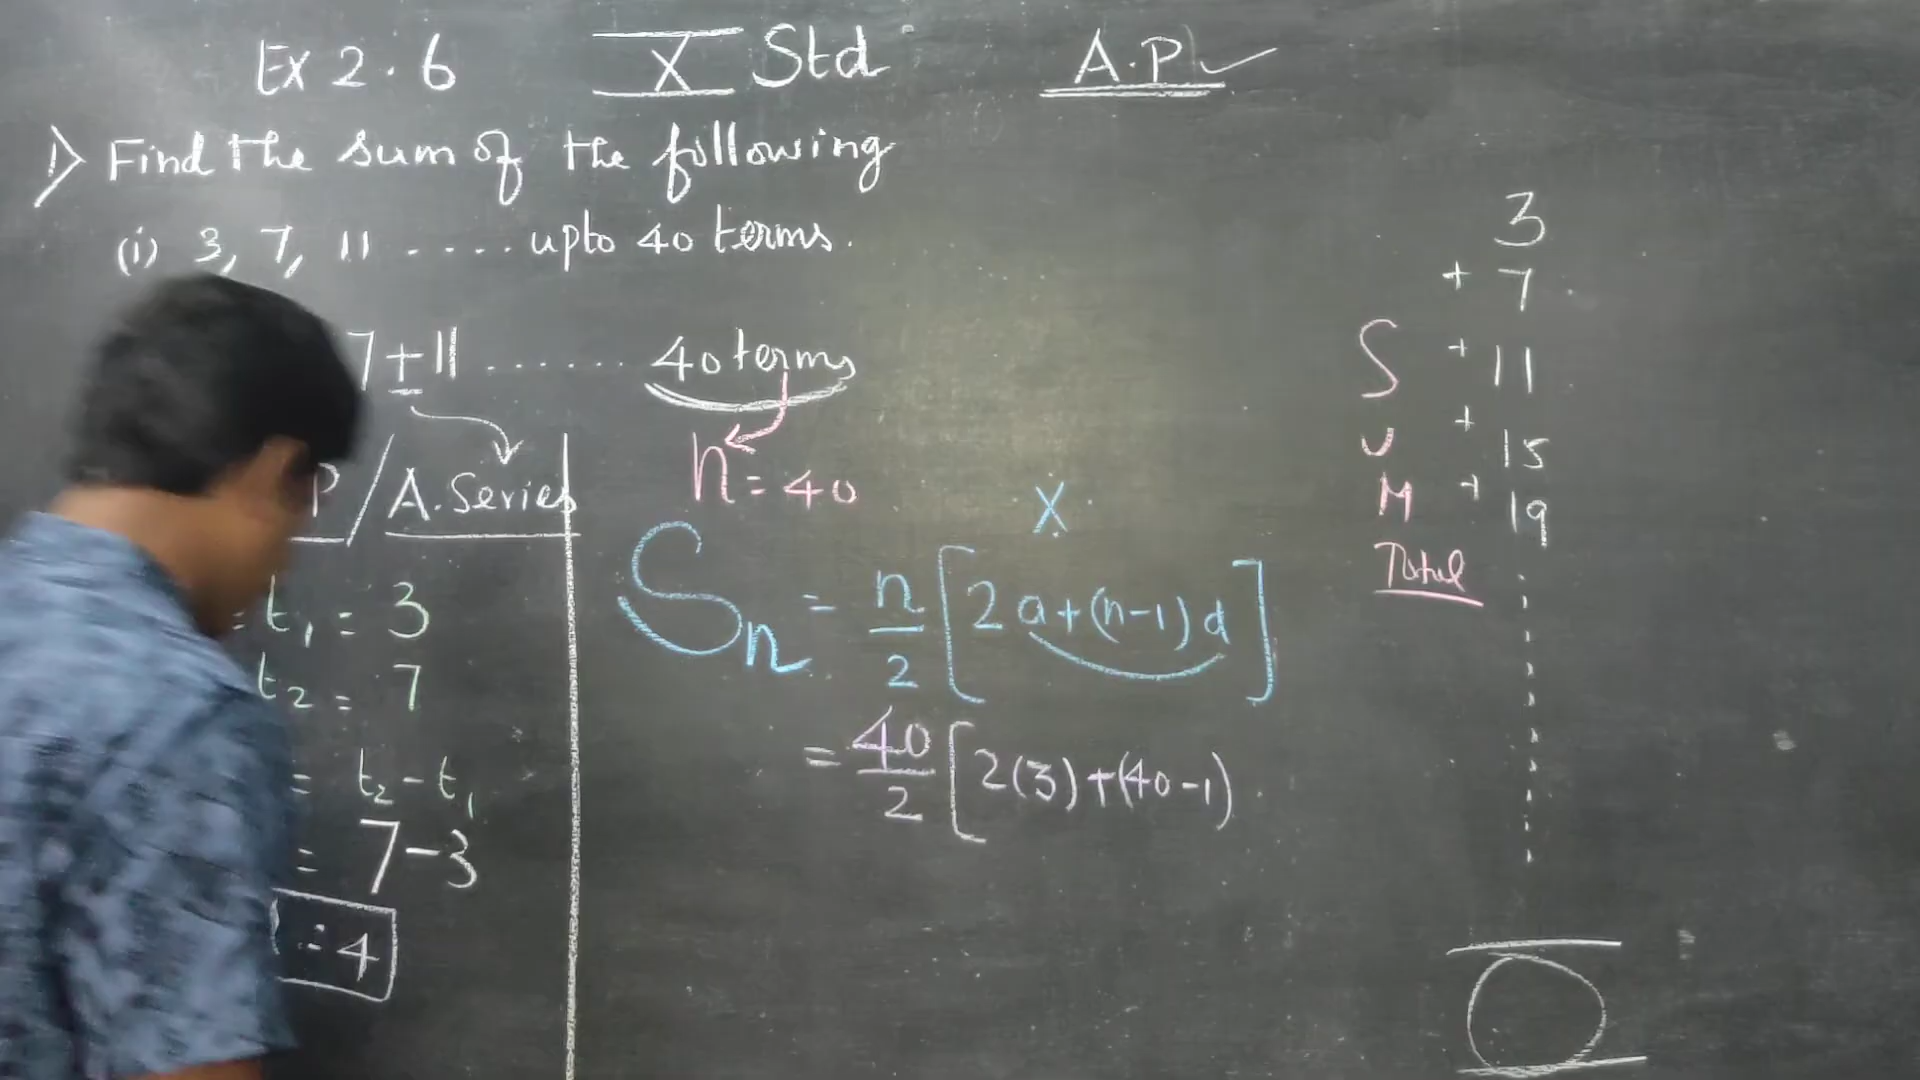 Ex 2.6 X Std A.P
1) Find the sum of the following
(i) 3, 7, 11 .... upto 40 terms.
7 + 11 ...... 40 terms
n = 40
P / A. Series
= t₁ = 3
t₂ = 7
= t₂ - t₁
= 7 - 3
= 4
X
Sₙ = n/2 [2a + (n-1) d]
= 40/2 [2(3) + (40-1)
3
+ 7
+ 11
+ 15
+ 19
SUM
Total